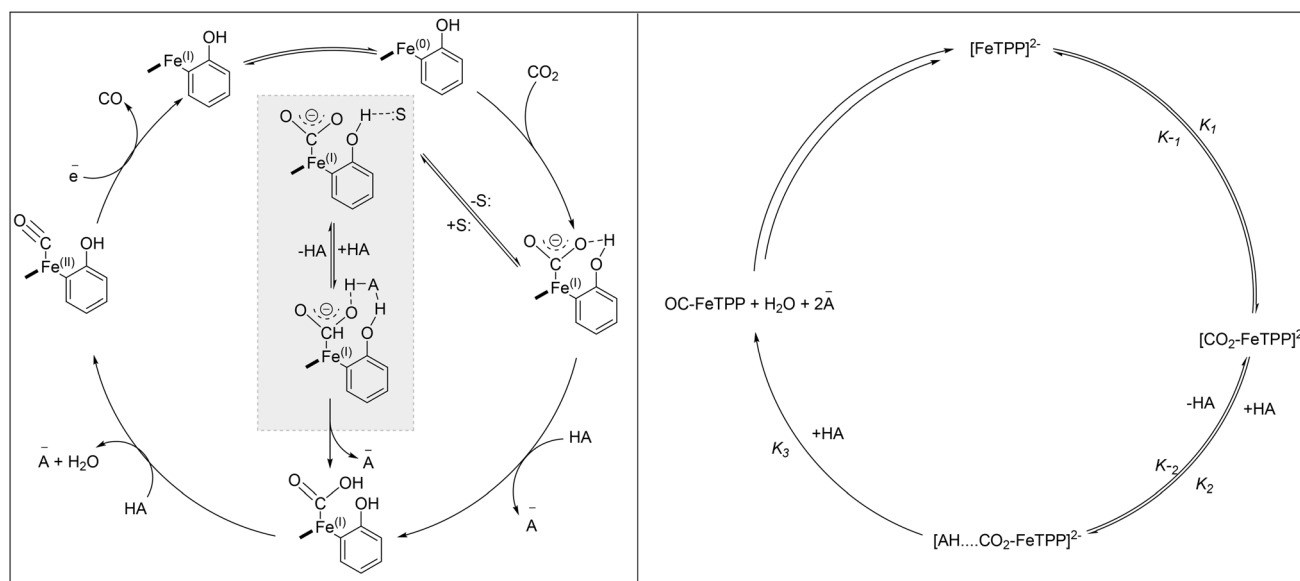 OH
Fe(I)
OH
Fe(0)
CO2
CO
O
O
H
:S
C
O
Fe(I)
e̅
-S:
+S:
-HA
+HA
O
C
OH
Fe(II)
O
O
H
C
O
Fe(I)
H
A
O
O
H
CH
O
Fe(I)
A̅
HA
A̅
A̅ + H2O
HA
O
OH
C
OH
Fe(I)
[FeTPP]2-
K1
K-1
OC-FeTPP + H2O + 2A̅
[CO2-FeTPP]2
-HA
+HA
K-2
K2
+HA
K3
[AH....CO2-FeTPP]2-